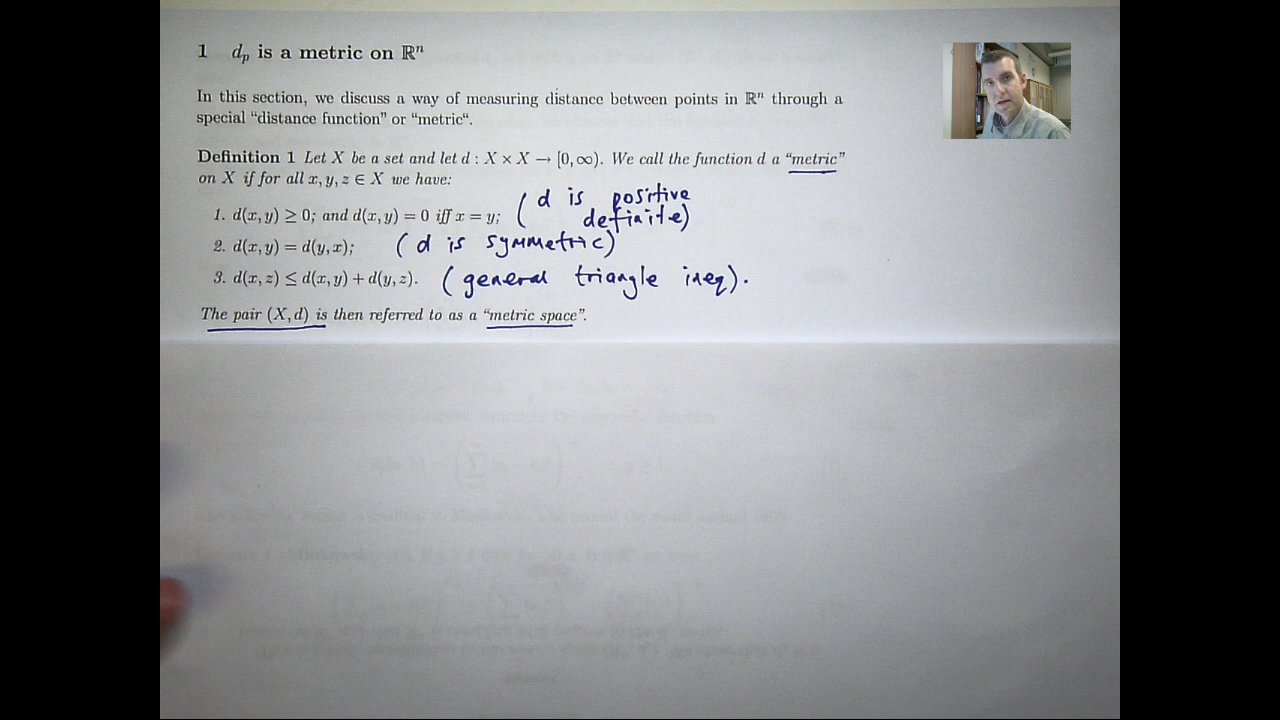 1 dₚ is a metric on ℝⁿ
In this section, we discuss a way of measuring distance between points in ℝⁿ through a
special “distance function” or “metric“.
Definition 1 Let X be a set and let d : X × X → [0, ∞). We call the function d a “metric”
on X if for all x, y, z ∈ X we have:
1. d(x, y) ≥ 0; and d(x, y) = 0 iff x = y; (d is positive
definite)
2. d(x, y) = d(y, x); (d is symmetric)
3. d(x, z) ≤ d(x, y) + d(y, z). (general triangle ineq).
The pair (X, d) is then referred to as a “metric space”.